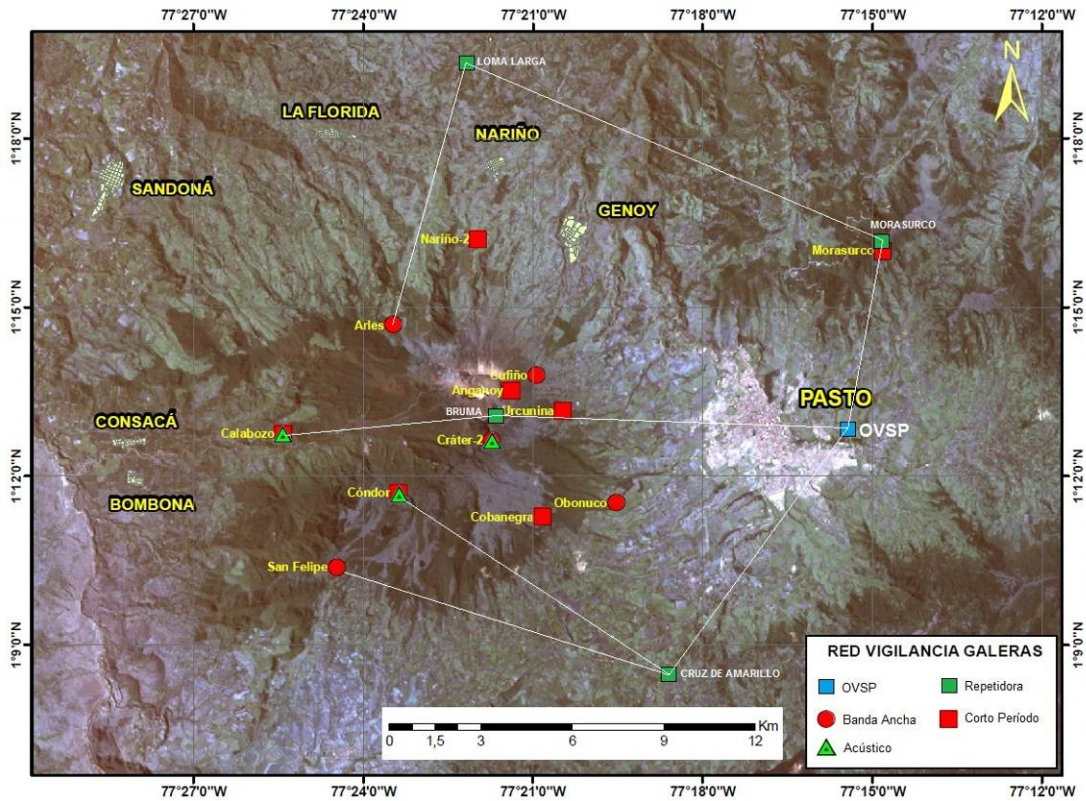 77°27'0"W 77°24'0"W 77°21'0"W 77°18'0"W 77°15'0"W 77°12'0"W
N
LOMA LARGA
LA FLORIDA
NARIÑO
1°18'0"N 1°18'0"N
SANDONÁ
GENOY
MORASURCO
Nariño-2
Morasurco
1°15'0"N 1°15'0"N
Arles
Cufiño
Anganoy
PASTO
BRUMA
Urcunina
CONSACÁ
OVSP
Calabozo
Cráter-2
1°12'0"N 1°12'0"N
Cóndor
BOMBONA
Obonuco
Cobanegra
San Felipe
1°9'0"N 1°9'0"N
CRUZ DE AMARILLO
RED VIGILANCIA GALERAS
OVSP
Repetidora
Banda Ancha
Corto Período
Acústico
Km
0 1,5 3 6 9 12
77°27'0"W 77°24'0"W 77°21'0"W 77°18'0"W 77°15'0"W 77°12'0"W